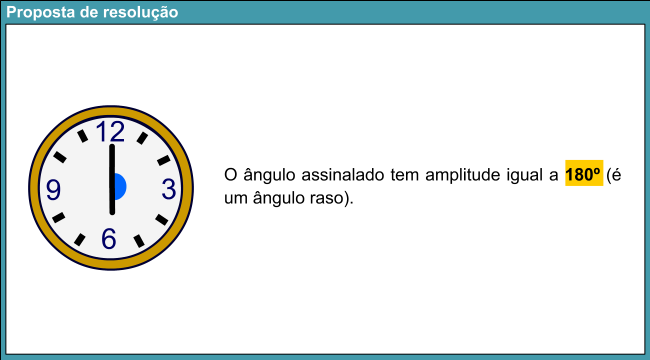 Proposta de resolução
12
9
3
6
O ângulo assinalado tem amplitude igual a 180º (é
um ângulo raso).